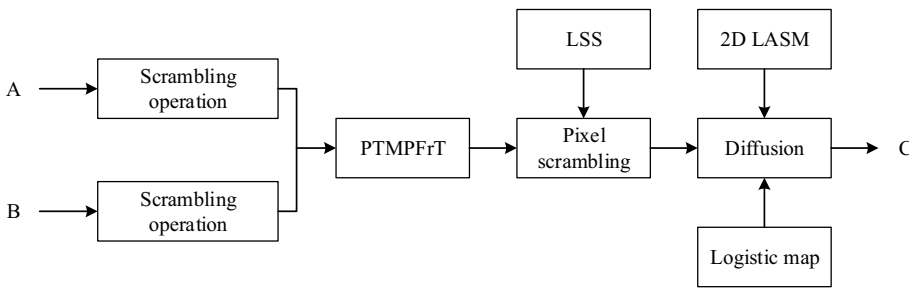 LSS
2D LASM
A
Scrambling
operation
PTMPFrT
Pixel
scrambling
Diffusion
C
B
Scrambling
operation
Logistic map